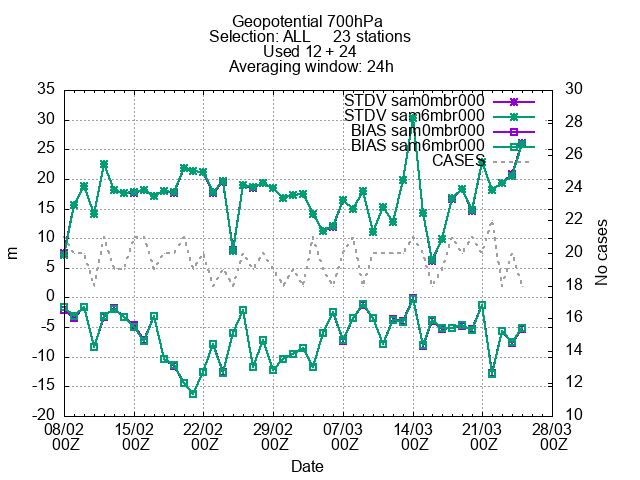 Geopotential 700hPa
Selection: ALL 23 stations
Used 12 + 24
Averaging window: 24h
STDV sam0mbr000
STDV sam6mbr000
BIAS sam0mbr000
BIAS sam6mbr000
CASES
35
30
25
20
15
10
5
0
-5
-10
-15
-20
m
30
28
26
24
22
20
18
16
14
12
10
No cases
08/02 15/02 22/02 29/02 07/03 14/03 21/03 28/03
00Z 00Z 00Z 00Z 00Z 00Z 00Z 00Z
Date